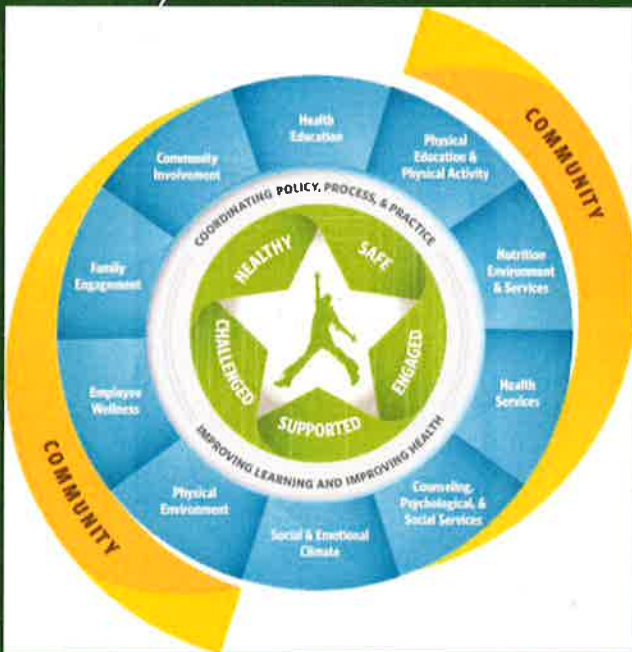 COMMUNITY
Health
Education
Physical
Education &
Physical Activity
Nutrition
Environment
& Services
Health
Services
Counseling,
Psychological, &
Social Services
Social & Emotional
Climate
Physical
Environment
Employee
Wellness
Family
Engagement
Community
Involvement
COORDINATING POLICY, PROCESS, & PRACTICE
IMPROVING LEARNING AND IMPROVING HEALTH
HEALTHY
SAFE
ENGAGED
SUPPORTED
CHALLENGED
COMMUNITY